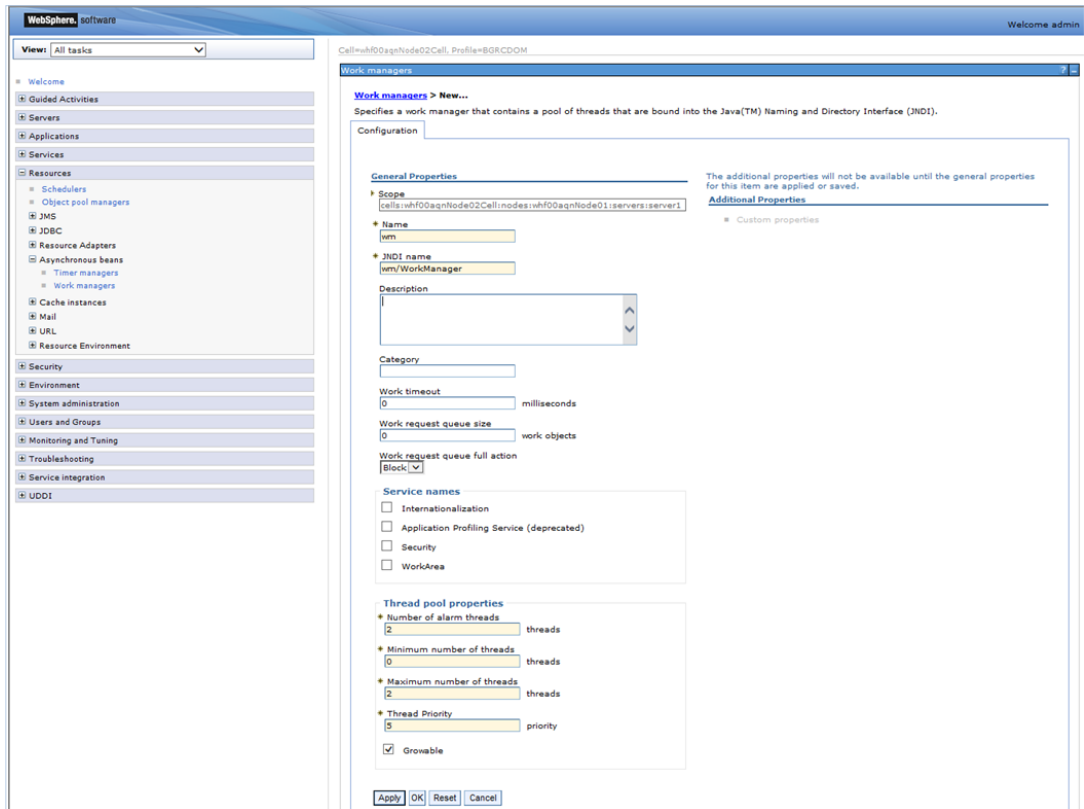 WebSphere. software
Welcome admin
View: All tasks
Cell=whf00aqnNode02Cell, Profile=BGRCDOM
Welcome
Guided Activities
Servers
Applications
Services
Resources
Schedulers
Object pool managers
JMS
JDBC
Resource Adapters
Asynchronous beans
Timer managers
Work managers
Cache instances
Mail
URL
Resource Environment
Security
Environment
System administration
Users and Groups
Monitoring and Tuning
Troubleshooting
Service integration
UDDI
Work managers ? _
Work managers > New...
Specifies a work manager that contains a pool of threads that are bound into the Java(TM) Naming and Directory Interface (JNDI).
Configuration
General Properties
Scope
cells:whf00aqnNode02Cell:nodes:whf00aqnNode01:servers:server1
* Name
wm
* JNDI name
wm/WorkManager
Description
Category
Work timeout
0 milliseconds
Work request queue size
0 work objects
Work request queue full action
Block
Service names
Internationalization
Application Profiling Service (deprecated)
Security
WorkArea
Thread pool properties
* Number of alarm threads
2 threads
* Minimum number of threads
0 threads
* Maximum number of threads
2 threads
* Thread Priority
5 priority
Growable
Apply OK Reset Cancel
The additional properties will not be available until the general properties
for this item are applied or saved.
Additional Properties
Custom properties